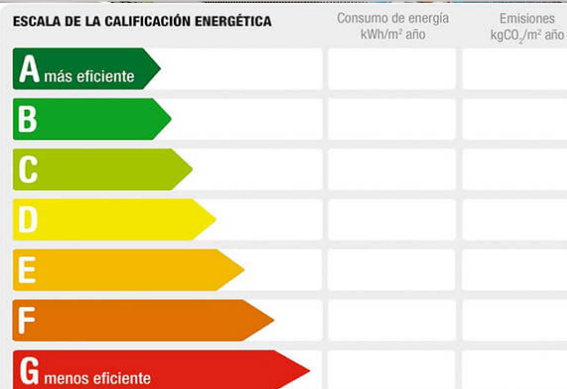 ESCALA DE LA CALIFICACIÓN ENERGÉTICA
Consumo de energía
kWh/m² año
Emisiones
kgCO₂/m² año
A más eficiente
B
C
D
E
F
G menos eficiente